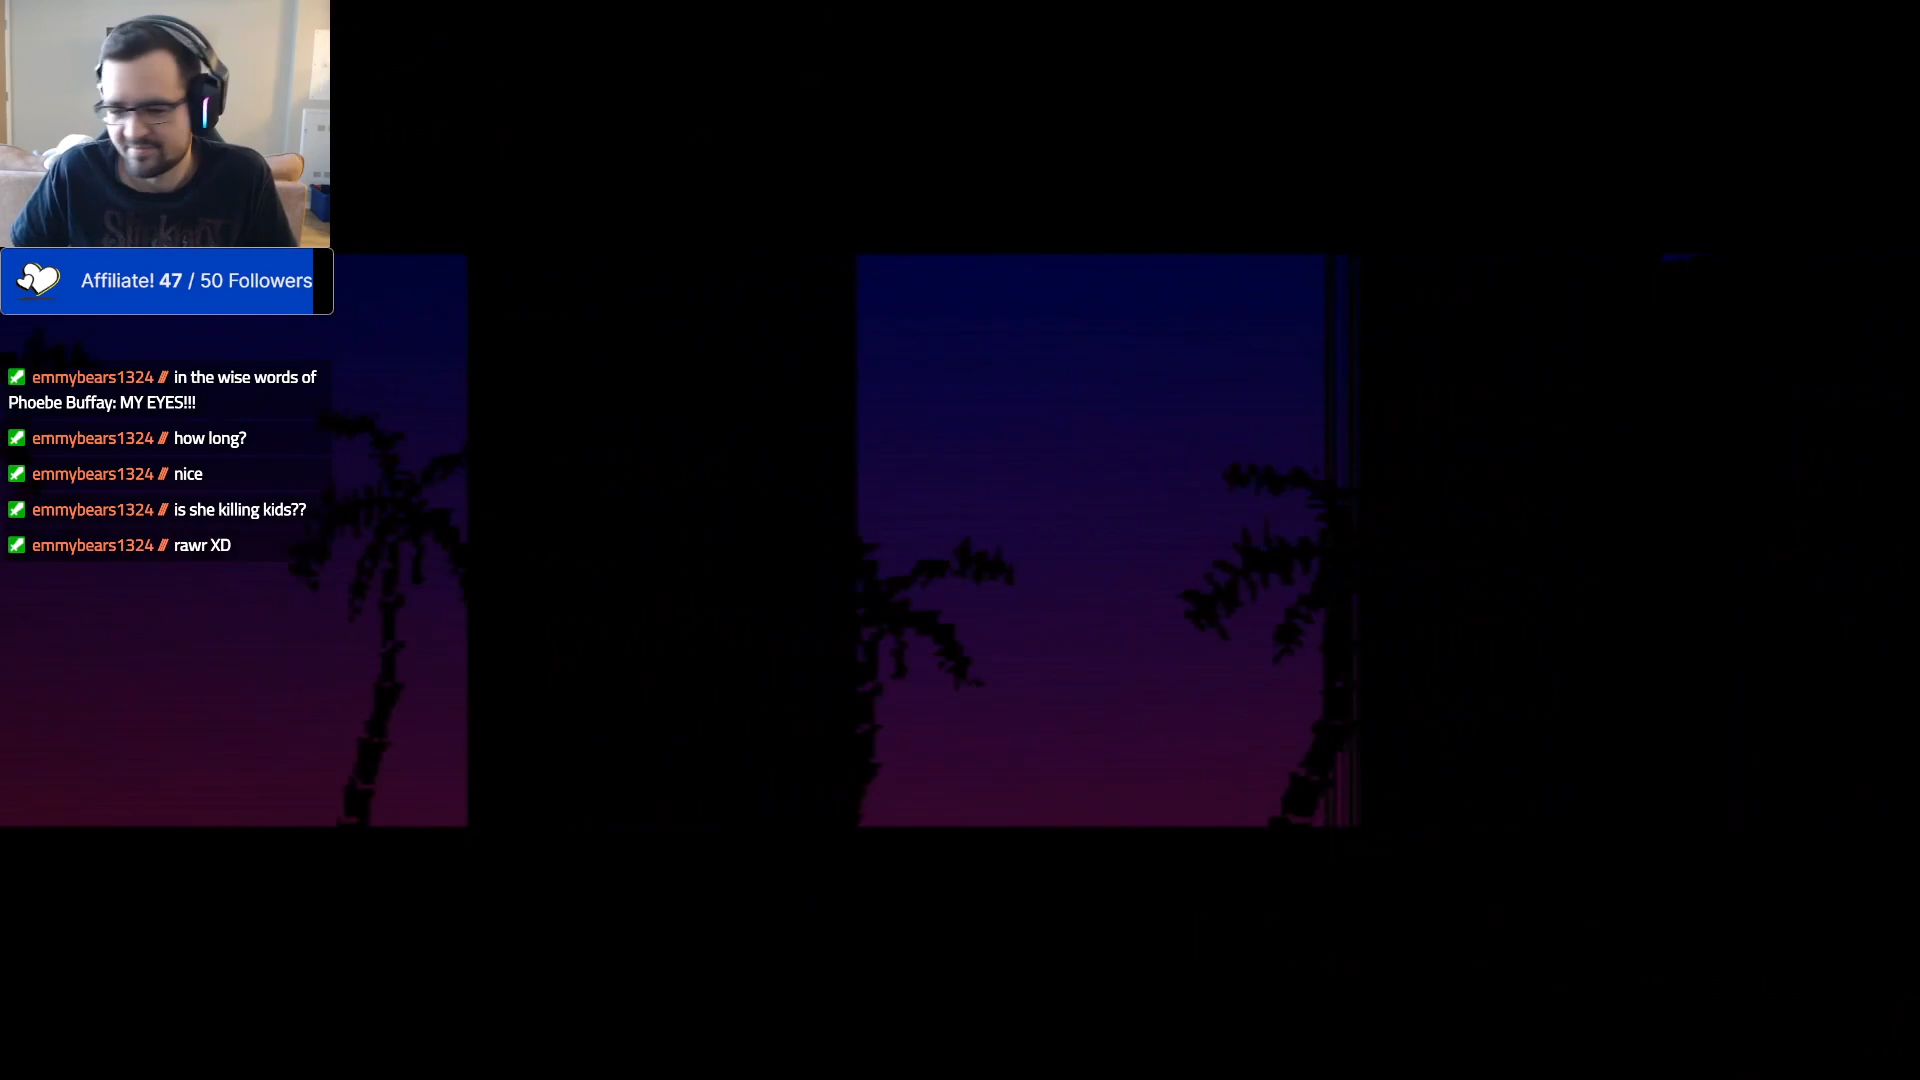 Slipknot
Affiliate! 47 / 50 Followers
emmybears1324 /// in the wise words of
Phoebe Buffay: MY EYES!!!
emmybears1324 /// how long?
emmybears1324 /// nice
emmybears1324 /// is she killing kids??
emmybears1324 /// rawr XD